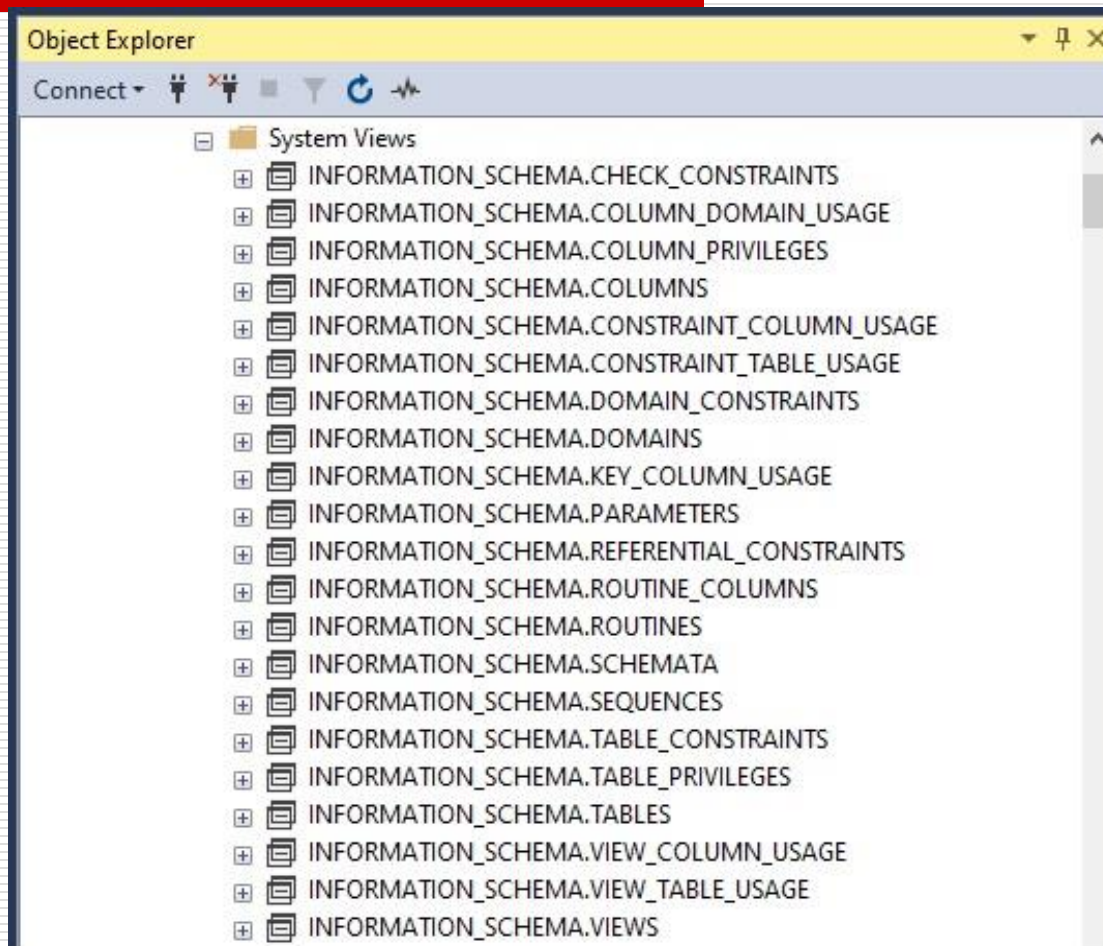 Object Explorer
Connect
System Views
INFORMATION_SCHEMA.CHECK_CONSTRAINTS
INFORMATION_SCHEMA.COLUMN_DOMAIN_USAGE
INFORMATION_SCHEMA.COLUMN_PRIVILEGES
INFORMATION_SCHEMA.COLUMNS
INFORMATION_SCHEMA.CONSTRAINT_COLUMN_USAGE
INFORMATION_SCHEMA.CONSTRAINT_TABLE_USAGE
INFORMATION_SCHEMA.DOMAIN_CONSTRAINTS
INFORMATION_SCHEMA.DOMAINS
INFORMATION_SCHEMA.KEY_COLUMN_USAGE
INFORMATION_SCHEMA.PARAMETERS
INFORMATION_SCHEMA.REFERENTIAL_CONSTRAINTS
INFORMATION_SCHEMA.ROUTINE_COLUMNS
INFORMATION_SCHEMA.ROUTINES
INFORMATION_SCHEMA.SCHEMATA
INFORMATION_SCHEMA.SEQUENCES
INFORMATION_SCHEMA.TABLE_CONSTRAINTS
INFORMATION_SCHEMA.TABLE_PRIVILEGES
INFORMATION_SCHEMA.TABLES
INFORMATION_SCHEMA.VIEW_COLUMN_USAGE
INFORMATION_SCHEMA.VIEW_TABLE_USAGE
INFORMATION_SCHEMA.VIEWS